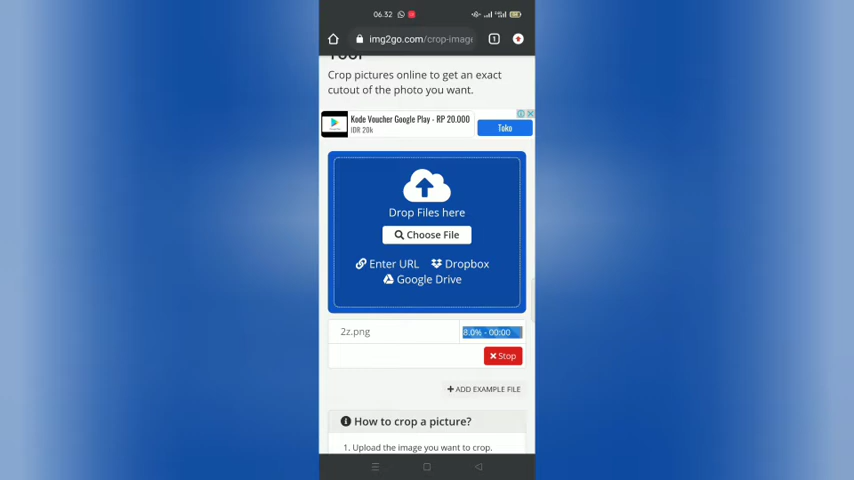 06.32
img2go.com/crop-image
1
Tool
Crop pictures online to get an exact
cutout of the photo you want.
Kode Voucher Google Play - RP 20.000
IDR 20k
Toko
Drop Files here
Choose File
Enter URL Dropbox
Google Drive
2z.png
8.0% - 00:00
Stop
+ ADD EXAMPLE FILE
How to crop a picture?
1. Upload the image you want to crop.